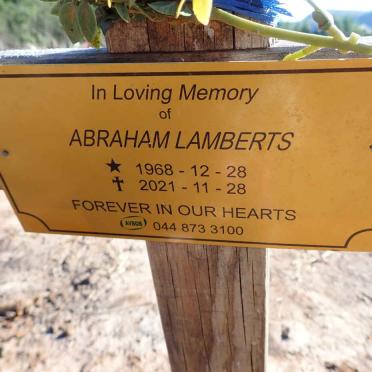 In Loving Memory
of
ABRAHAM LAMBERTS
★ 1968 - 12 - 28
✝ 2021 - 11 - 28
FOREVER IN OUR HEARTS
AVBOB 044 873 3100